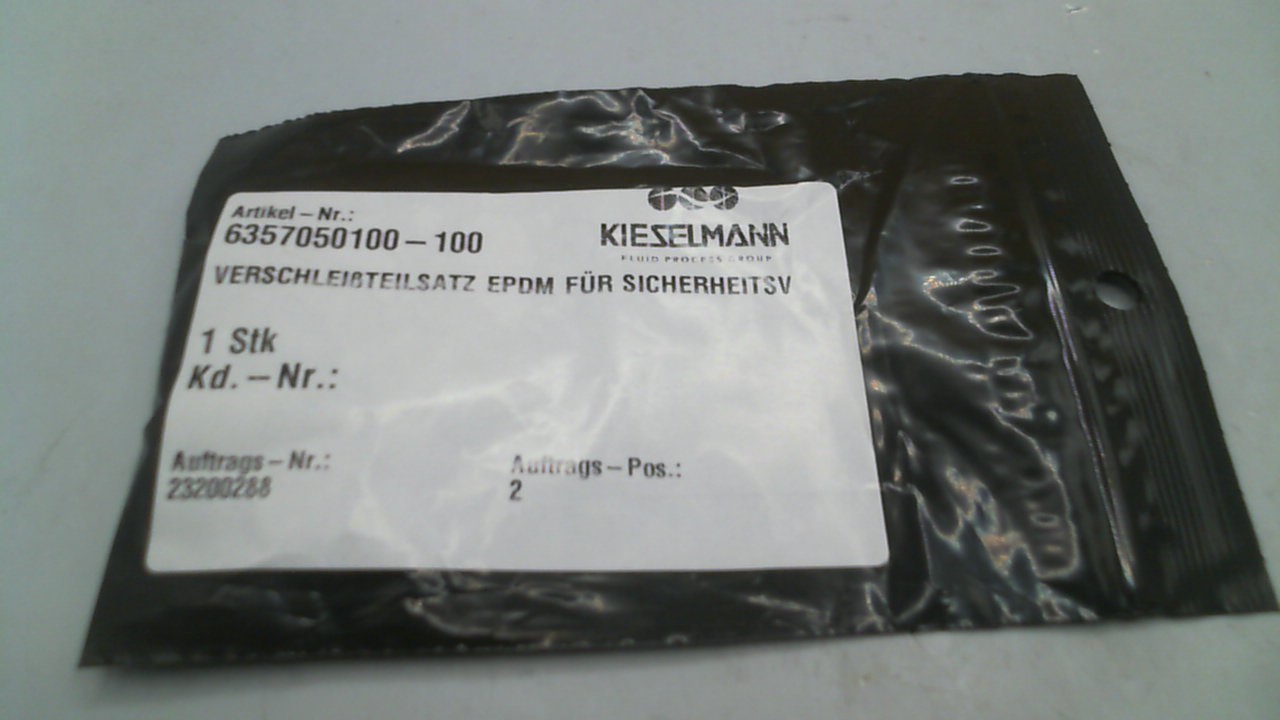 Artikel-Nr.:
6357050100-100
KIESELMANN
FLUID PROCESS GROUP
VERSCHLEIßTEILSATZ EPDM FÜR SICHERHEITSV
1 Stk
Kd.-Nr.:
Auftrags-Nr.:
23200288
Auftrags-Pos.:
2